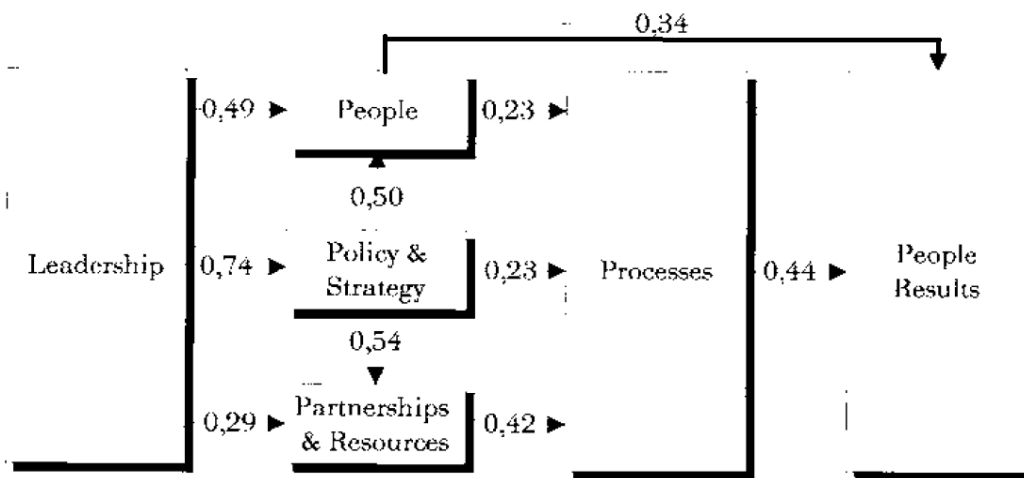 0,34
0,49
People
0,23
0,50
Leadership
0,74
Policy &
Strategy
0,23
Processes
0,44
People
Results
0,54
0,29
Partnerships
& Resources
0,42